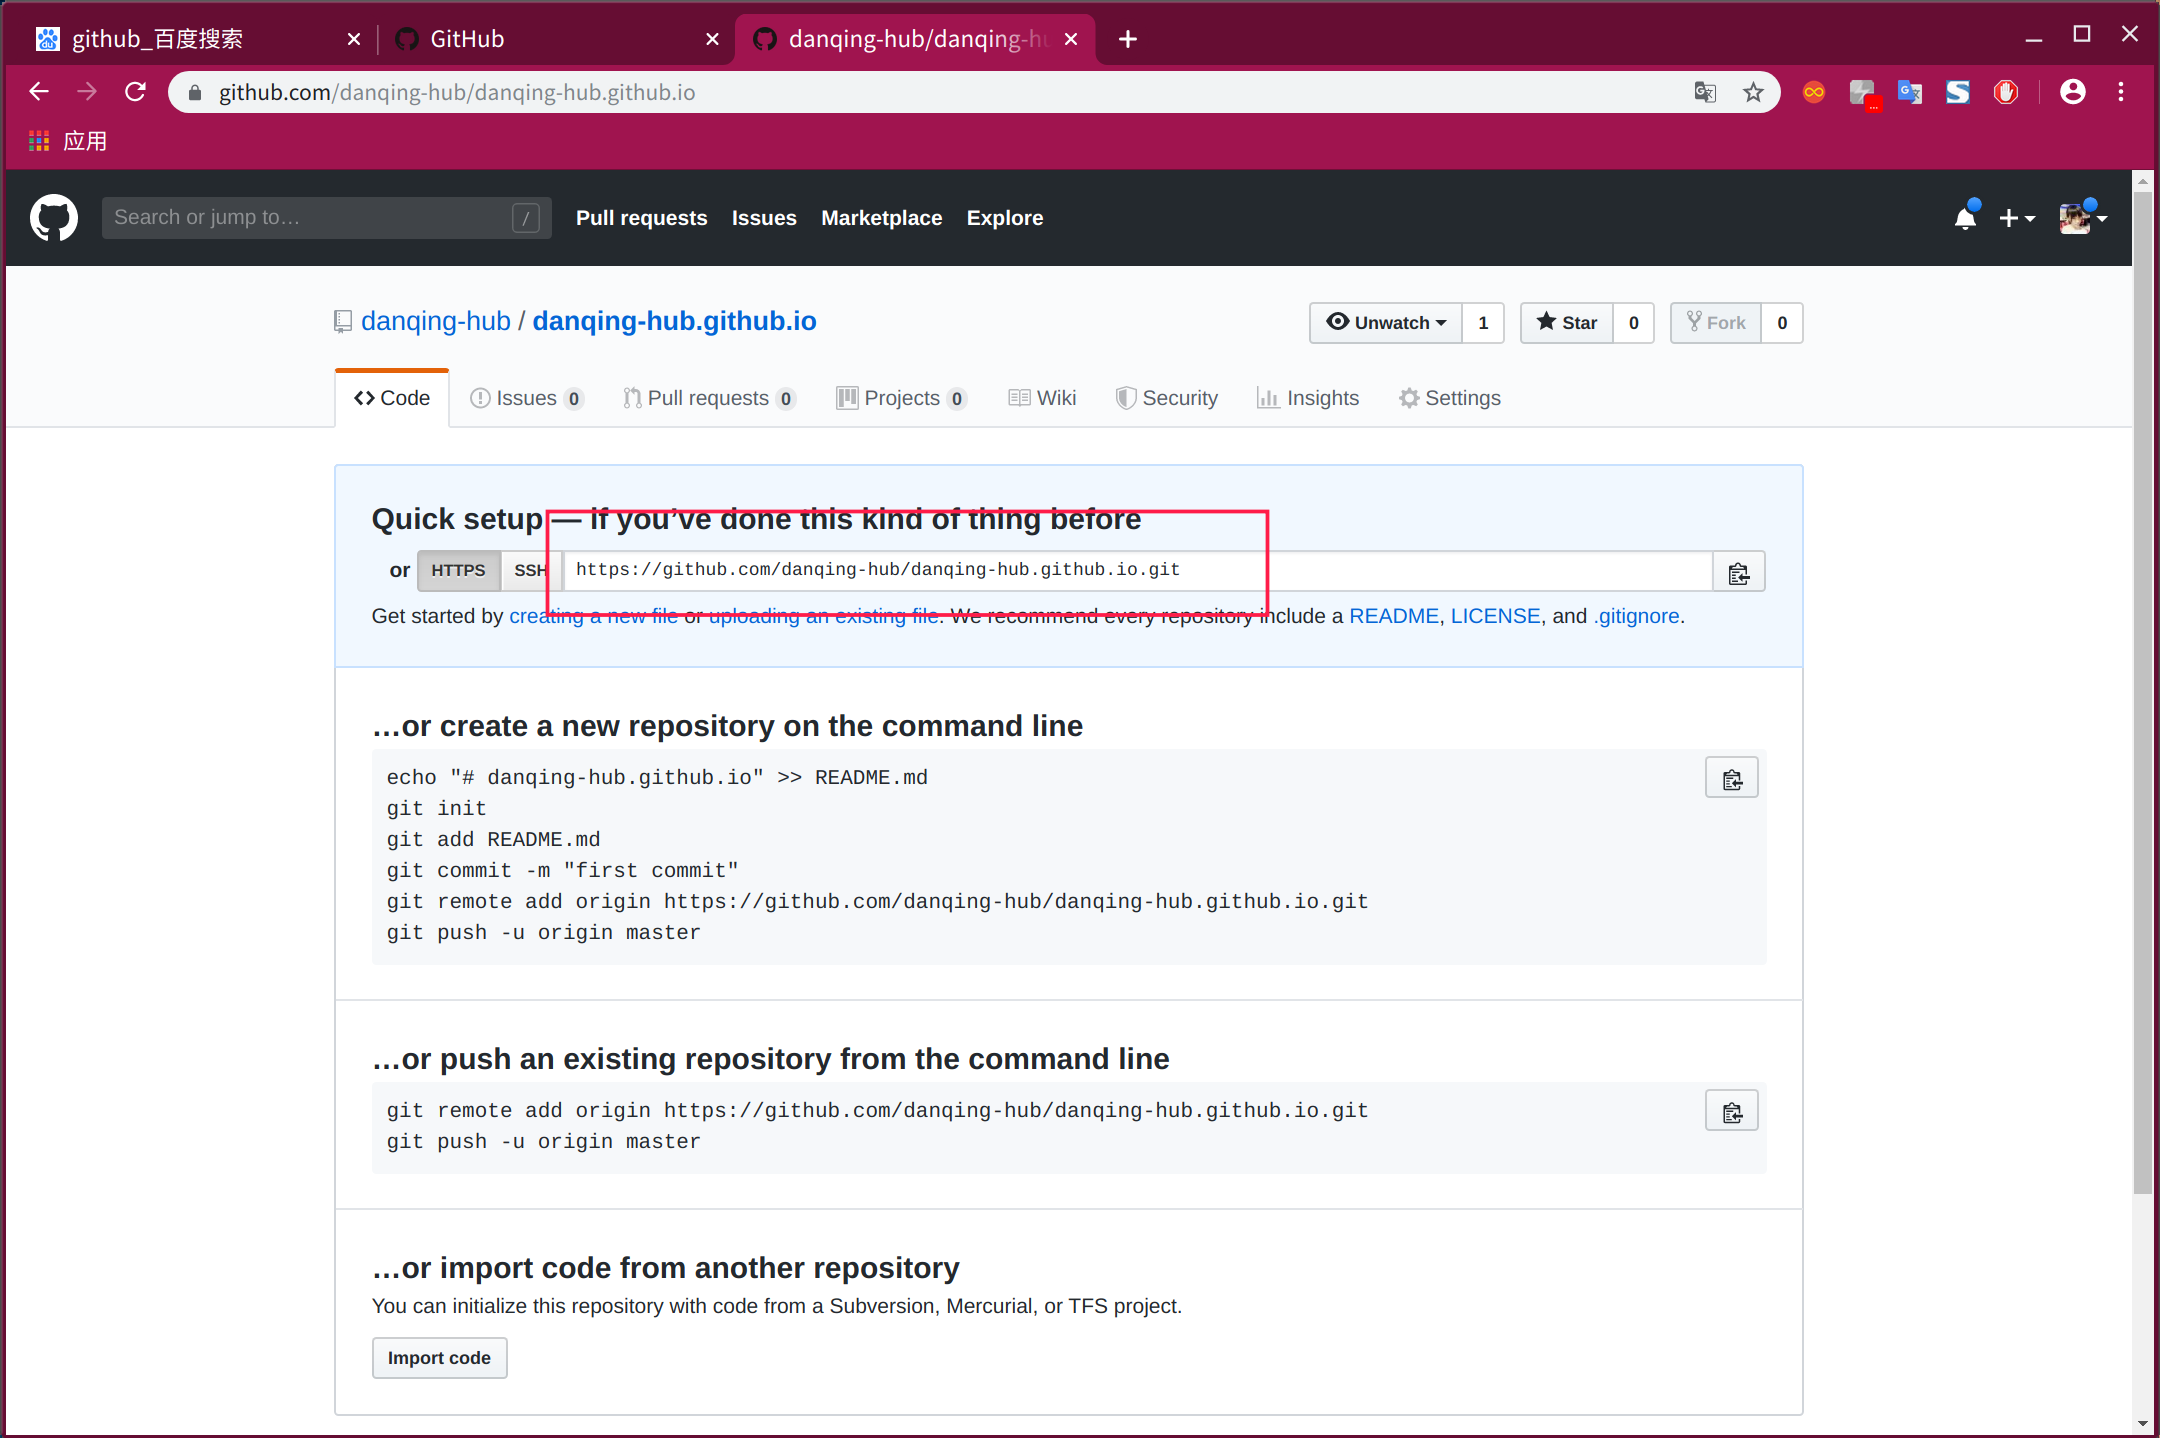 github_百度搜索
GitHub
danqing-hub/danqing-hu
github.com/danqing-hub/danqing-hub.github.io
应用
Search or jump to…
/
Pull requests
Issues
Marketplace
Explore
danqing-hub / danqing-hub.github.io
Unwatch 1
Star 0
Fork 0
Code
Issues 0
Pull requests 0
Projects 0
Wiki
Security
Insights
Settings
Quick setup — if you've done this kind of thing before
or HTTPS SSH https://github.com/danqing-hub/danqing-hub.github.io.git
Get started by creating a new file or uploading an existing file. We recommend every repository include a README, LICENSE, and .gitignore.
…or create a new repository on the command line
echo "# danqing-hub.github.io" >> README.md
git init
git add README.md
git commit -m "first commit"
git remote add origin https://github.com/danqing-hub/danqing-hub.github.io.git
git push -u origin master
…or push an existing repository from the command line
git remote add origin https://github.com/danqing-hub/danqing-hub.github.io.git
git push -u origin master
…or import code from another repository
You can initialize this repository with code from a Subversion, Mercurial, or TFS project.
Import code